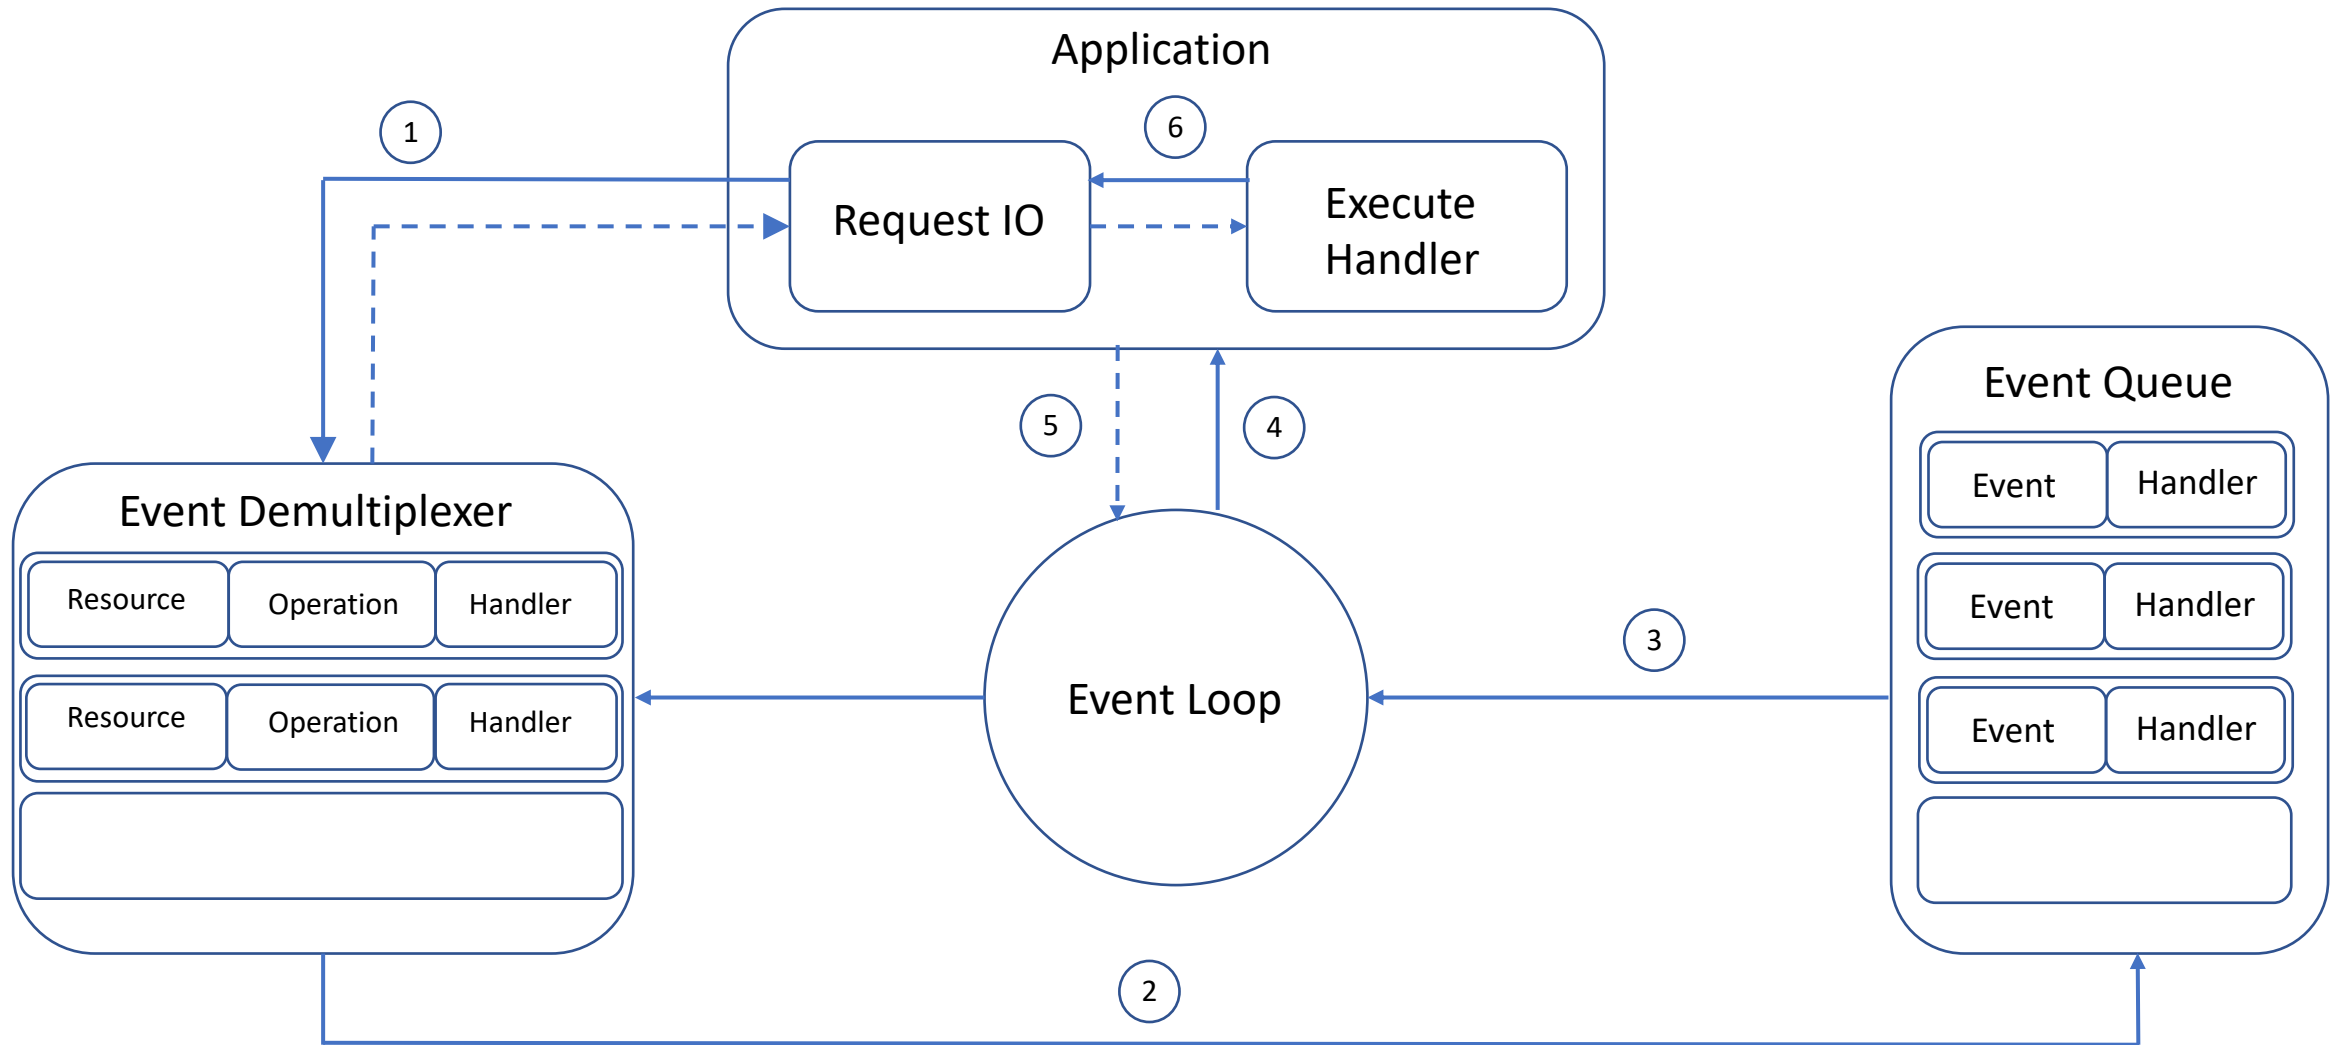 Application
1
6
Request IO
Execute
Handler
5
4
Event Queue
Event Handler
Event Handler
Event Handler
Event Demultiplexer
Resource Operation Handler
Resource Operation Handler
Event Loop
3
2